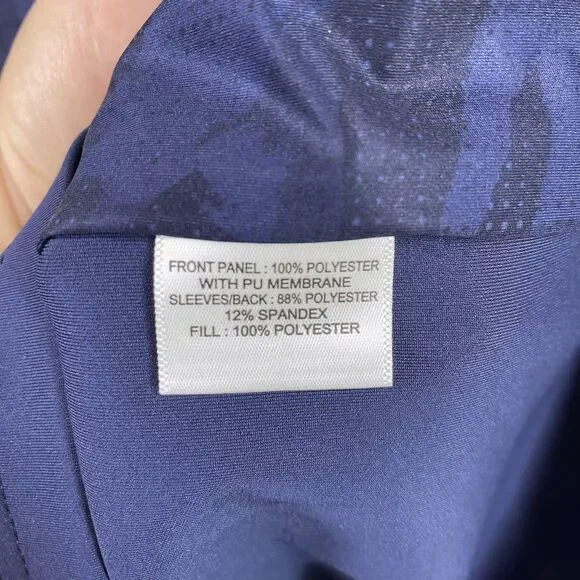 FRONT PANEL : 100% POLYESTER
WITH PU MEMBRANE
SLEEVES/BACK : 88% POLYESTER
12% SPANDEX
FILL : 100% POLYESTER